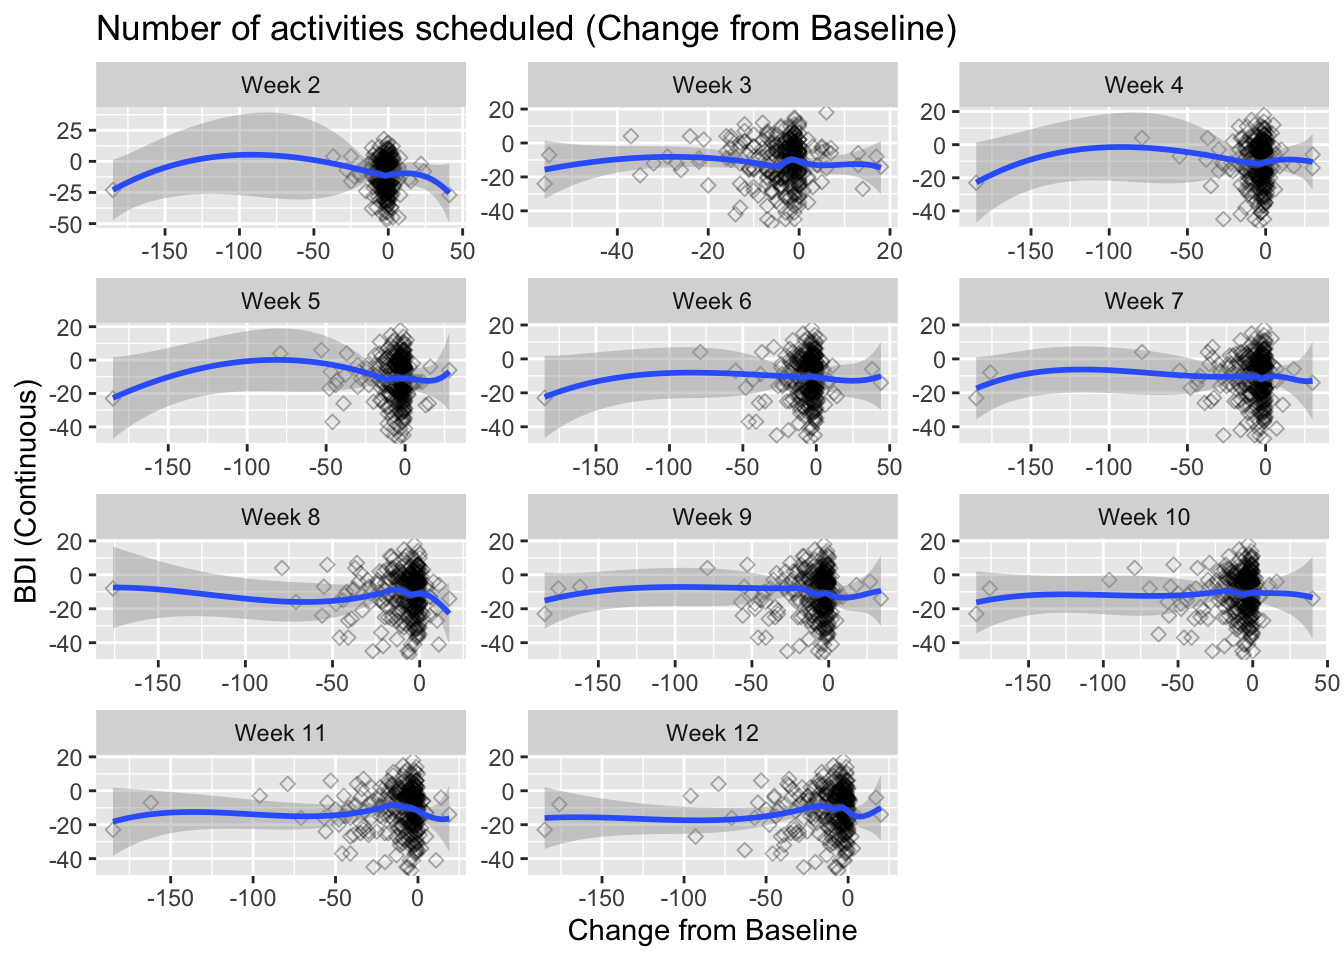 Number of activities scheduled (Change from Baseline)
Week 2 Week 3 Week 4
25 0 -25 -50
20 0 -20 -40
20 0 -20 -40
-150 -100 -50 0 50
-40 -20 0 20
-150 -100 -50 0
Week 5 Week 6 Week 7
20 0 -20 -40
20 0 -20 -40
20 0 -20 -40
-150 -100 -50 0
-150 -100 -50 0 50
-150 -100 -50 0
BDI (Continuous)
Week 8 Week 9 Week 10
20 0 -20 -40
20 0 -20 -40
20 0 -20 -40
-150 -100 -50 0
-150 -100 -50 0
-150 -100 -50 0 50
Week 11 Week 12
20 0 -20 -40
20 0 -20 -40
-150 -100 -50 0
-150 -100 -50 0
Change from Baseline